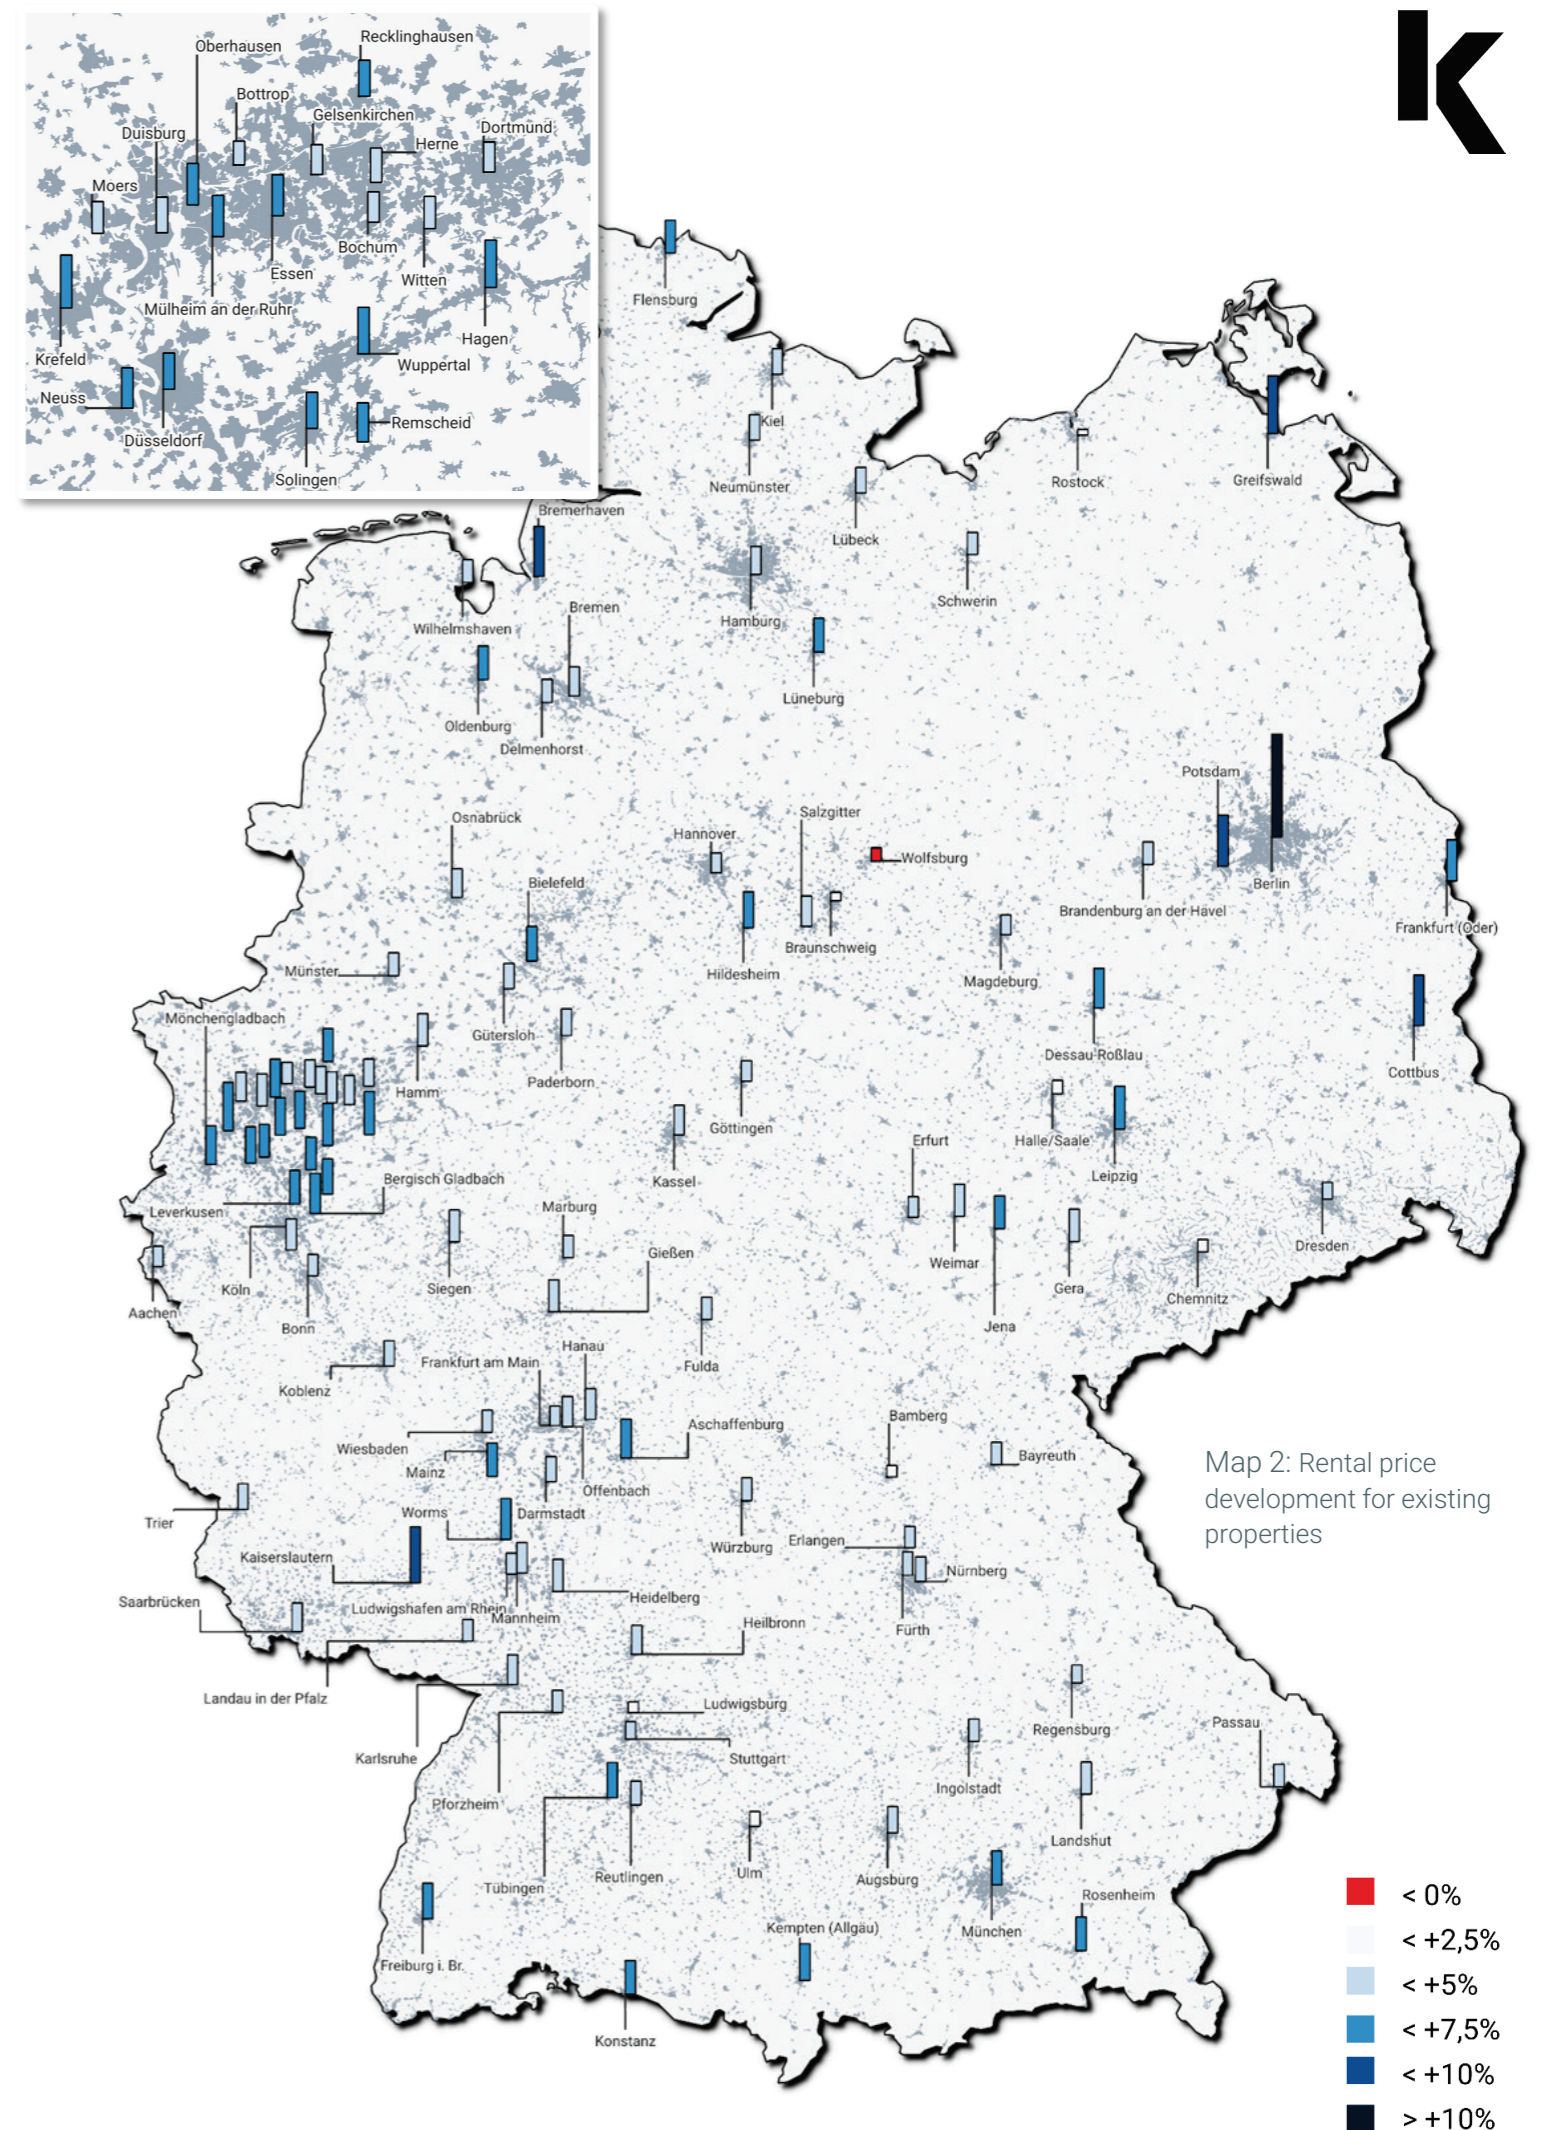 Recklinghausen
Oberhausen
Bottrop
Gelsenkirchen
Duisburg
Dortmund
Herne
Moers
Bochum
Essen
Witten
Mülheim an der Ruhr
Hagen
Krefeld
Wuppertal
Neuss
Remscheid
Düsseldorf
Solingen
Flensburg
Kiel
Neumünster
Rostock
Greifswald
Bremerhaven
Lübeck
Schwerin
Bremen
Hamburg
Wilhelmshaven
Lüneburg
Oldenburg
Delmenhorst
Potsdam
Osnabrück
Salzgitter
Hannover
Wolfsburg
Bielefeld
Berlin
Brandenburg an der Havel
Frankfurt (Oder)
Braunschweig
Münster
Hildesheim
Magdeburg
Mönchengladbach
Gütersloh
Dessau-Roßlau
Cottbus
Paderborn
Hamm
Göttingen
Erfurt
Halle/Saale
Leipzig
Kassel
Bergisch Gladbach
Marburg
Leverkusen
Dresden
Gießen
Weimar
Köln
Siegen
Gera
Chemnitz
Aachen
Bonn
Jena
Hanau
Frankfurt am Main
Fulda
Koblenz
Bamberg
Aschaffenburg
Wiesbaden
Bayreuth
Map 2: Rental price
development for existing
properties
Mainz
Offenbach
Worms
Darmstadt
Trier
Erlangen
Würzburg
Kaiserslautern
Nürnberg
Heidelberg
Saarbrücken
Ludwigshafen am Rhein
Mannheim
Heilbronn
Fürth
Landau in der Pfalz
Ludwigsburg
Passau
Regensburg
Karlsruhe
Stuttgart
Ingolstadt
Pforzheim
Landshut
Ulm
Reutlingen
Augsburg
Tübingen
Rosenheim
Kempten (Allgäu)
München
Freiburg i. Br.
Konstanz
< 0%
< +2,5%
< +5%
< +7,5%
< +10%
> +10%